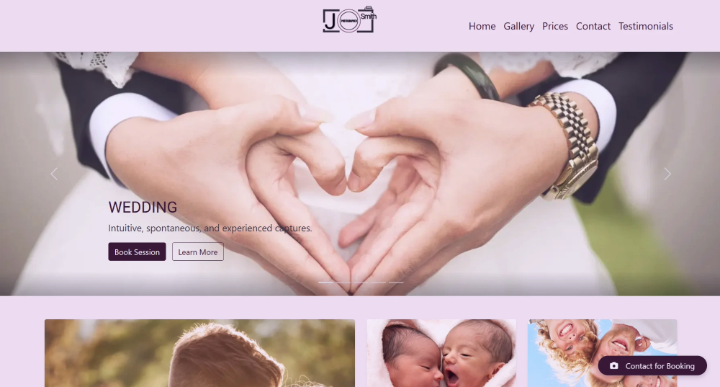 JO Smith
Home Gallery Prices Contact Testimonials
WEDDING
Intuitive, spontaneous, and experienced captures.
Book Session Learn More
Contact for Booking